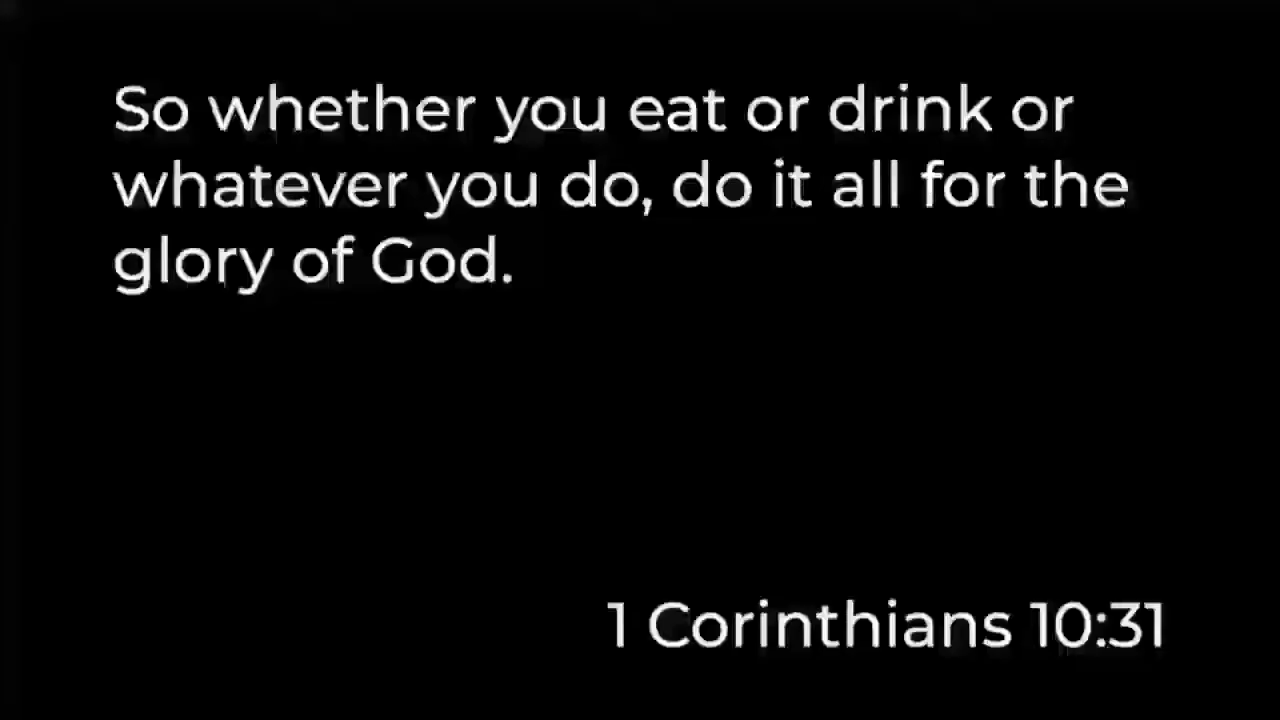 So whether you eat or drink or
whatever you do, do it all for the
glory of God.
1 Corinthians 10:31